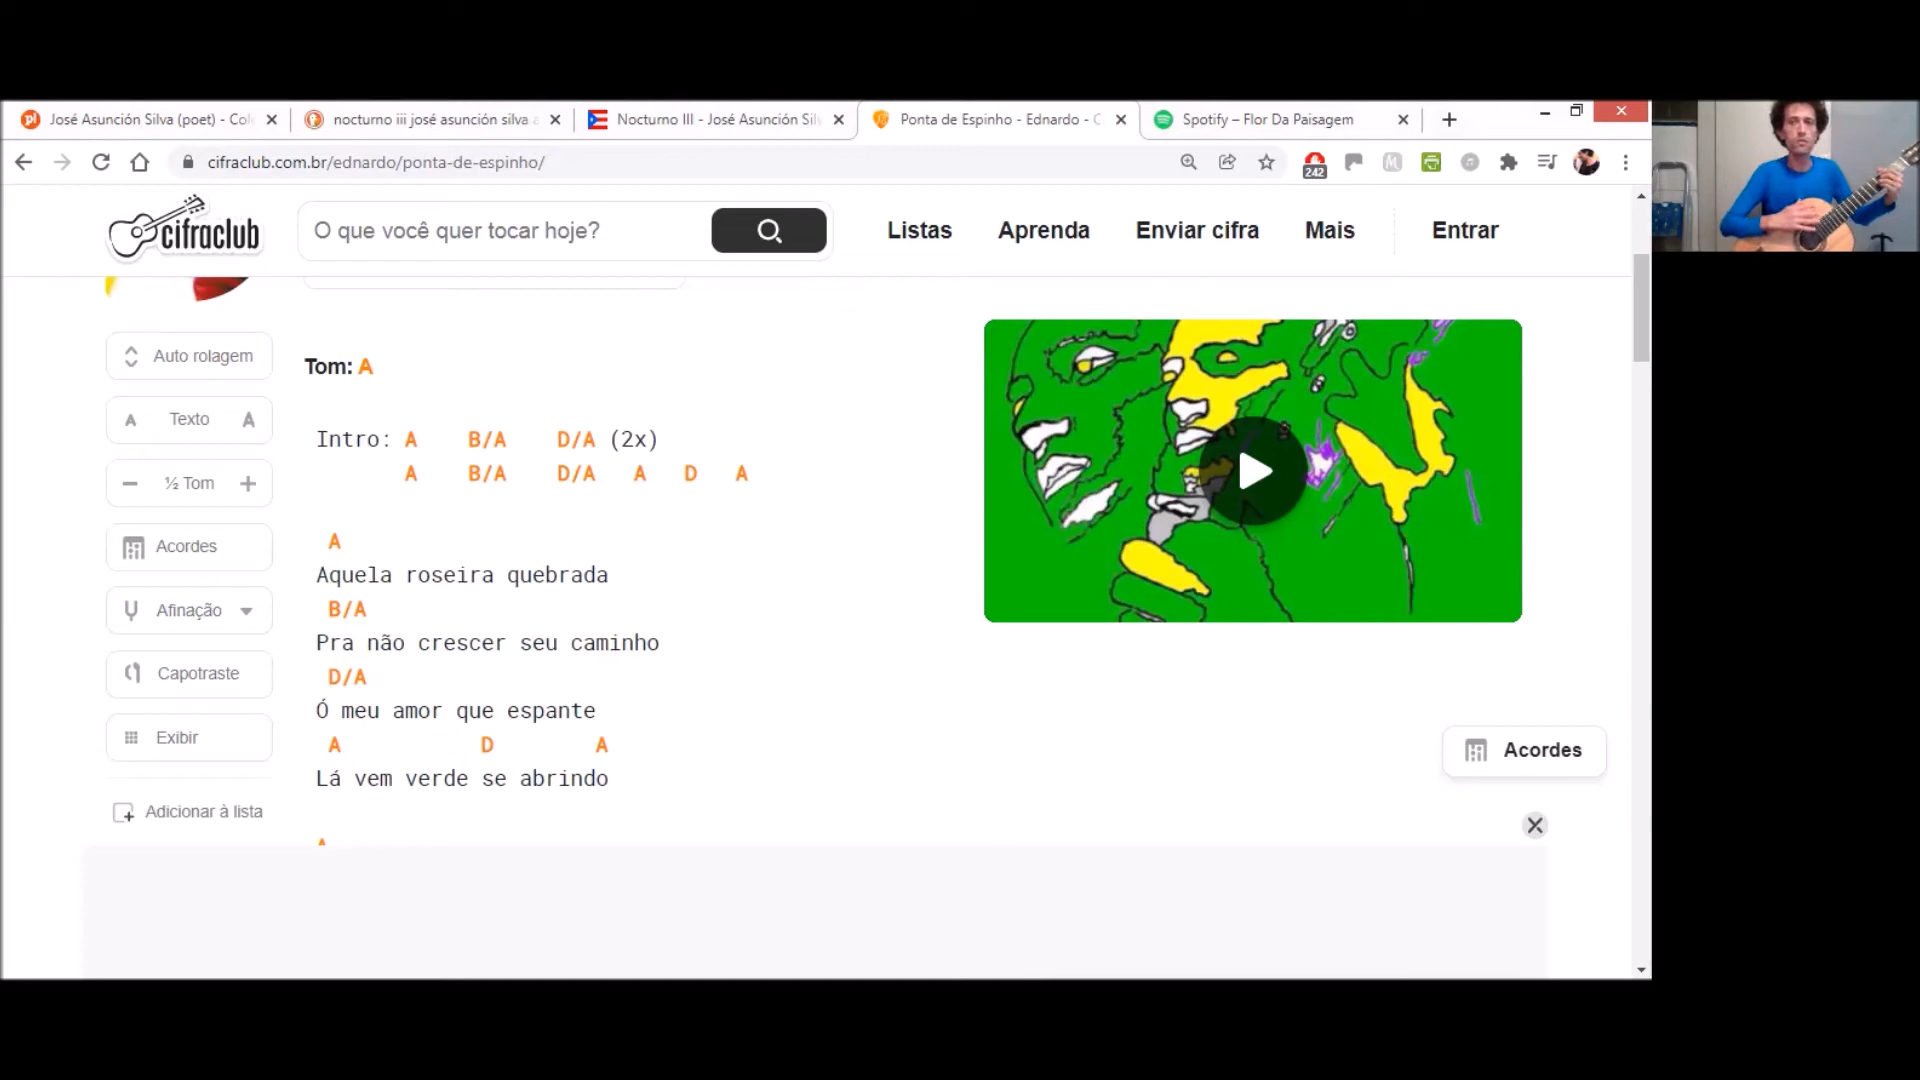 José Asunción Silva (poet) - Col
nocturno iii josé asunción silva a
Nocturno III - José Asunción Sil
Ponta de Espinho - Ednardo - C
Spotify – Flor Da Paisagem
cifraclub.com.br/ednardo/ponta-de-espinho/
242
cifraclub
O que você quer tocar hoje?
Listas
Aprenda
Enviar cifra
Mais
Entrar
Auto rolagem
A Texto A
½ Tom
Acordes
Afinação
Capotraste
Exibir
Adicionar à lista
Tom: A
Intro: A B/A D/A (2x)
A B/A D/A A D A
A
Aquela roseira quebrada
B/A
Pra não crescer seu caminho
D/A
Ó meu amor que espante
A D A
Lá vem verde se abrindo
Acordes